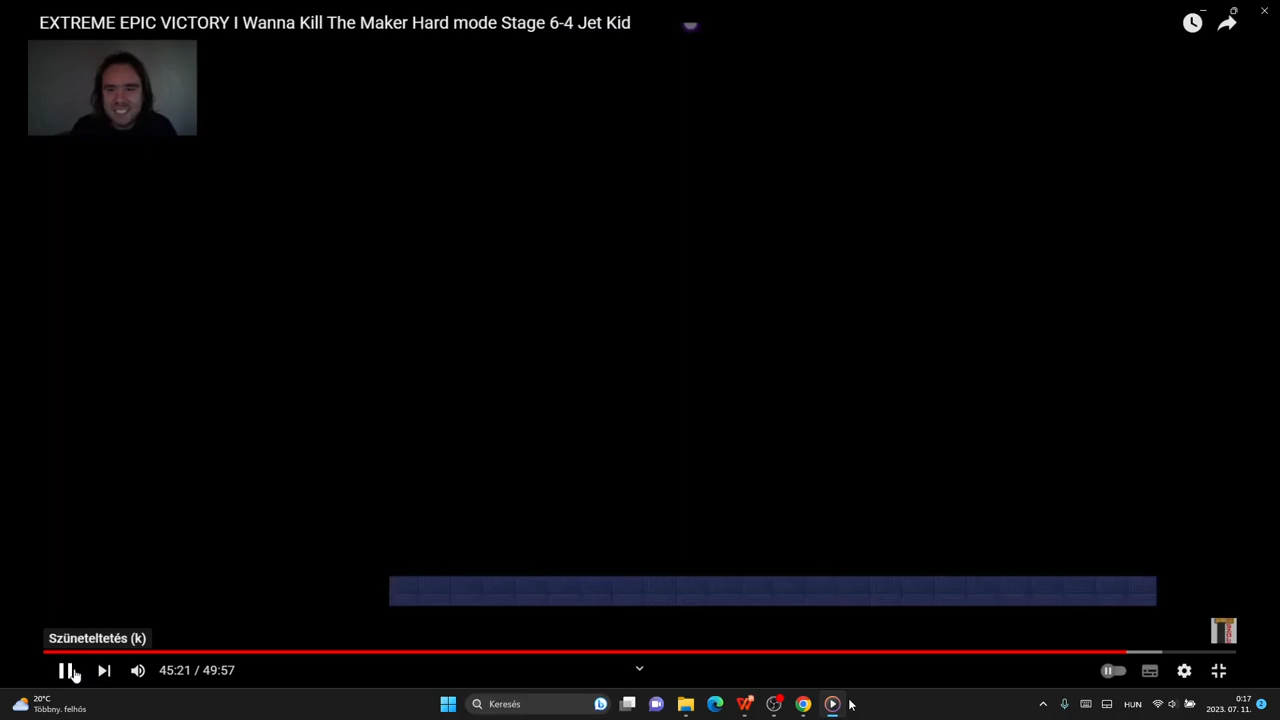 EXTREME EPIC VICTORY I Wanna Kill The Maker Hard mode Stage 6-4 Jet Kid
Szüneteltetés (k)
45:21 / 49:57
20°C
Többny. felhős
Keresés
HUN
0:17
2023. 07. 11.